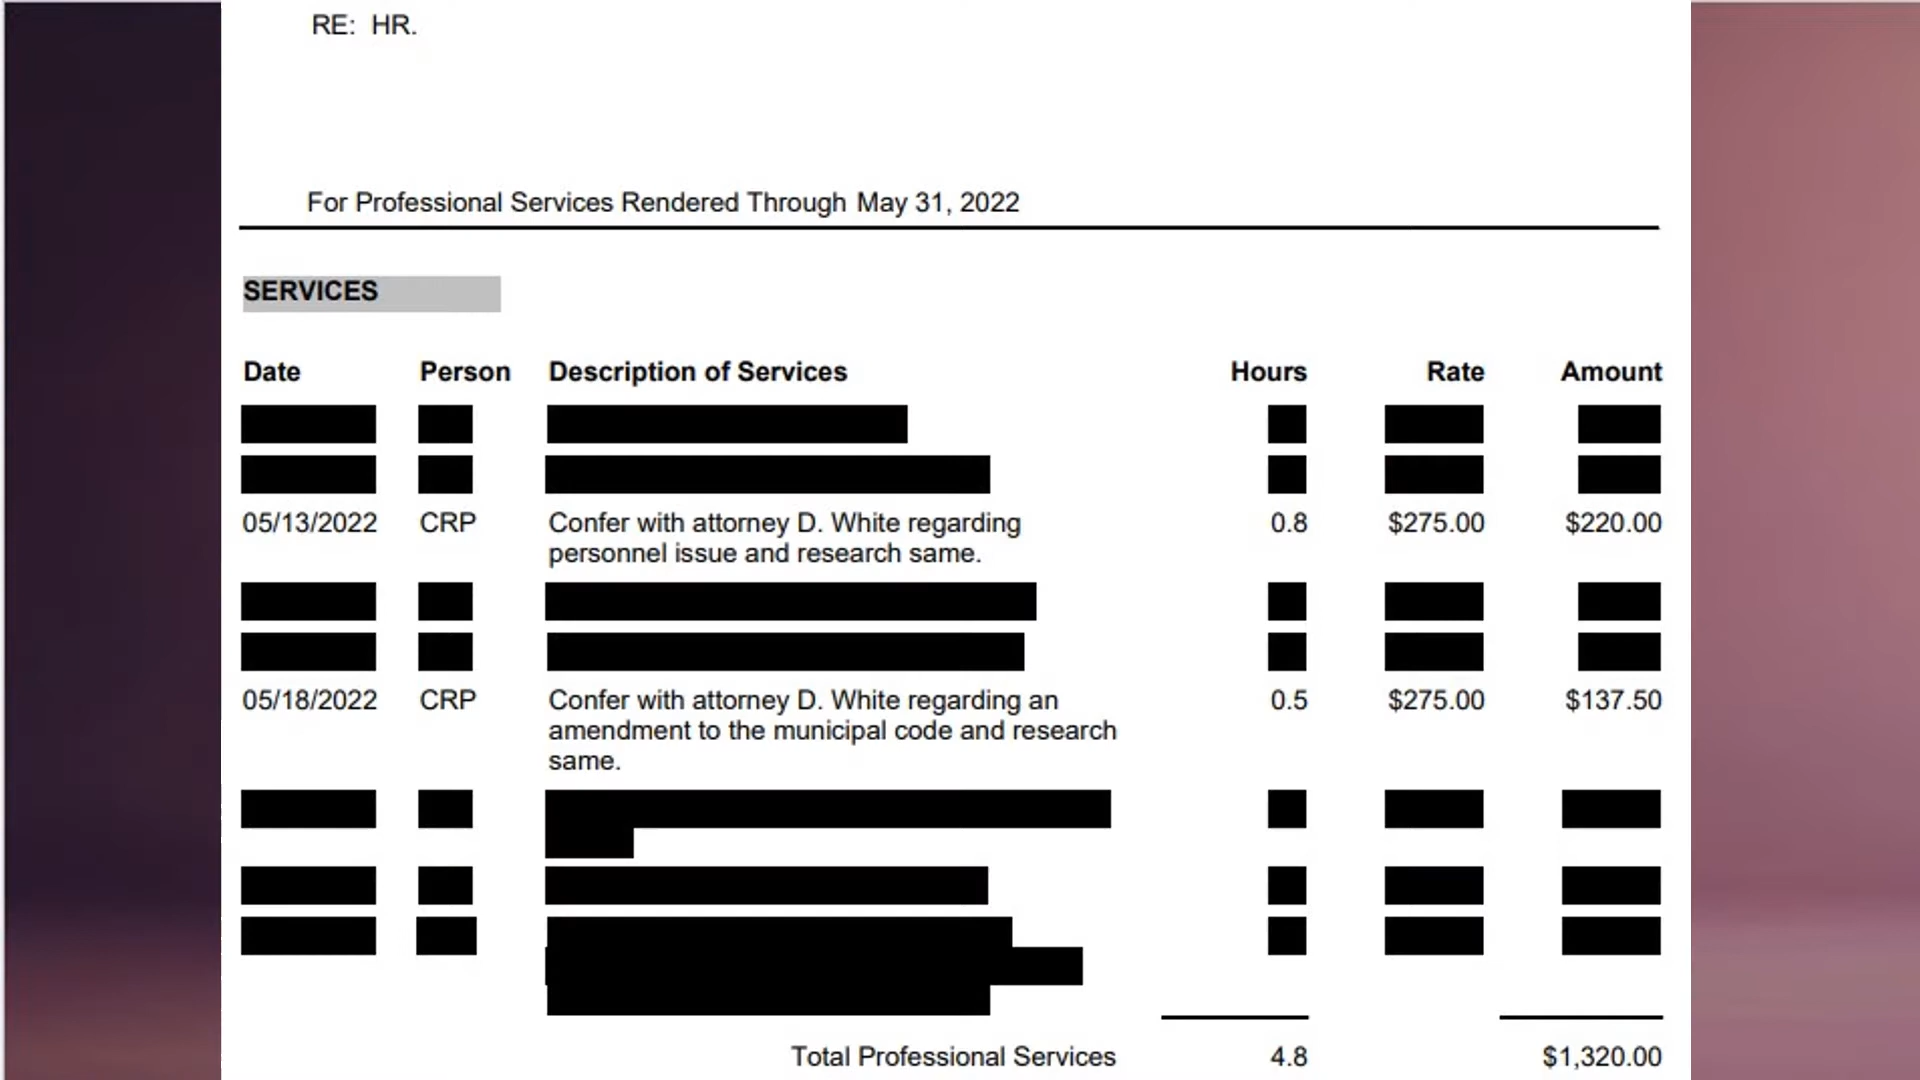 RE: HR.
For Professional Services Rendered Through May 31, 2022
SERVICES
Date Person Description of Services Hours Rate Amount
05/13/2022 CRP Confer with attorney D. White regarding 0.8 $275.00 $220.00
personnel issue and research same.
05/18/2022 CRP Confer with attorney D. White regarding an 0.5 $275.00 $137.50
amendment to the municipal code and research
same.
Total Professional Services 4.8 $1,320.00